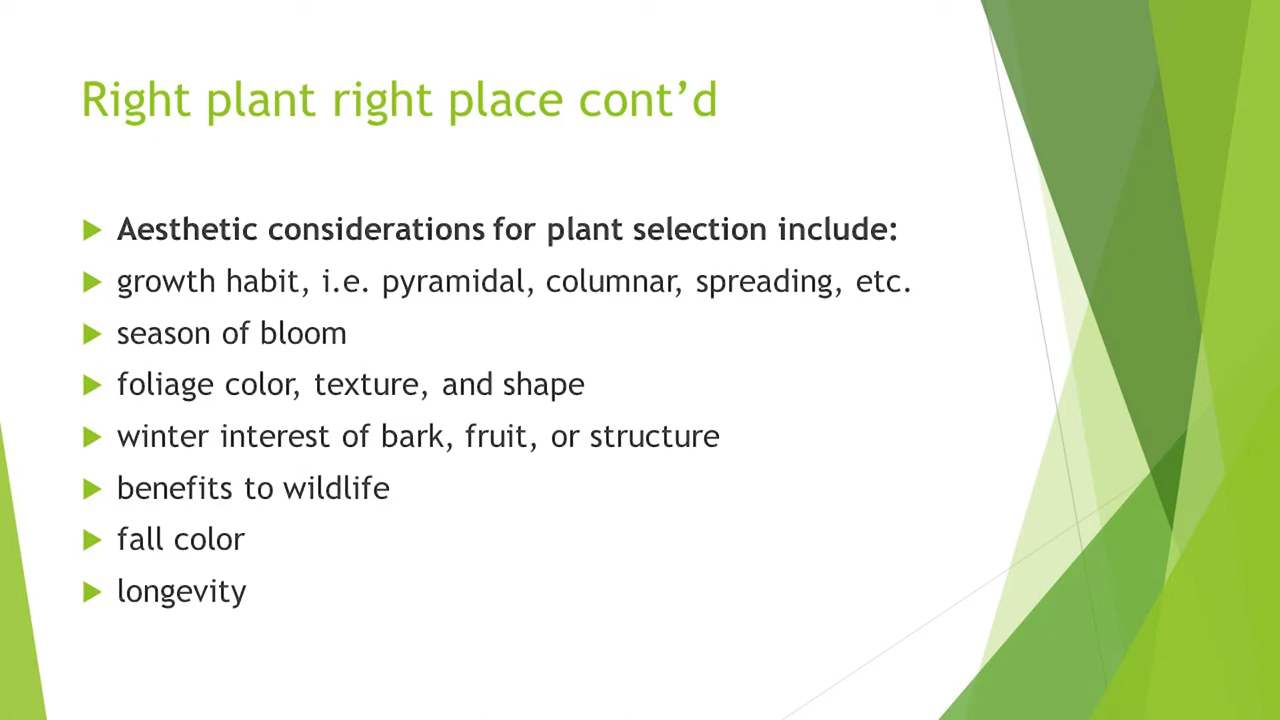 Right plant right place cont’d
Aesthetic considerations for plant selection include:
growth habit, i.e. pyramidal, columnar, spreading, etc.
season of bloom
foliage color, texture, and shape
winter interest of bark, fruit, or structure
benefits to wildlife
fall color
longevity